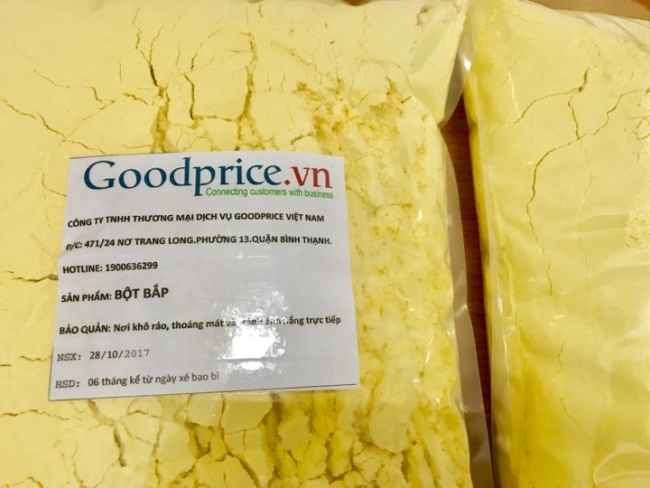 Goodprice.vn
Connecting customers with business
CÔNG TY TNHH THƯƠNG MẠI DỊCH VỤ GOODPRICE VIỆT NAM
Đ/C: 471/24 NƠ TRANG LONG.PHƯỜNG 13.QUẬN BÌNH THẠNH.
HOTLINE: 1900636299
SẢN PHẨM: BỘT BẮP
BẢO QUẢN: Nơi khô ráo, thoáng mát và tránh ánh nắng trực tiếp
NSX: 28/10/2017
HSD: 06 tháng kể từ ngày xé bao bì